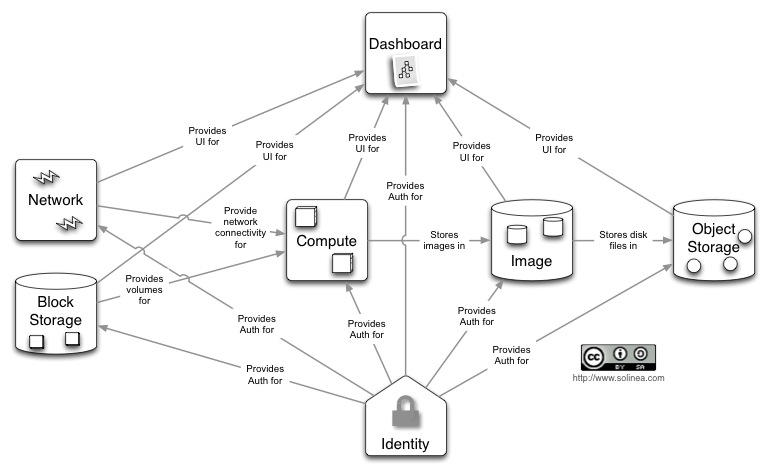 Dashboard
Provides
UI for
Provides
UI for
Provides
UI for
Provides
UI for
Provides
UI for
Provides
Auth for
Network
Provide
network
connectivity
for
Compute
Stores
images in
Image
Stores disk
files in
Object
Storage
Block
Storage
Provides
volumes
for
Provides
Auth for
Provides
Auth for
Provides
Auth for
Provides
Auth for
Provides
Auth for
Identity
cc
BY SA
http://www.solinea.com